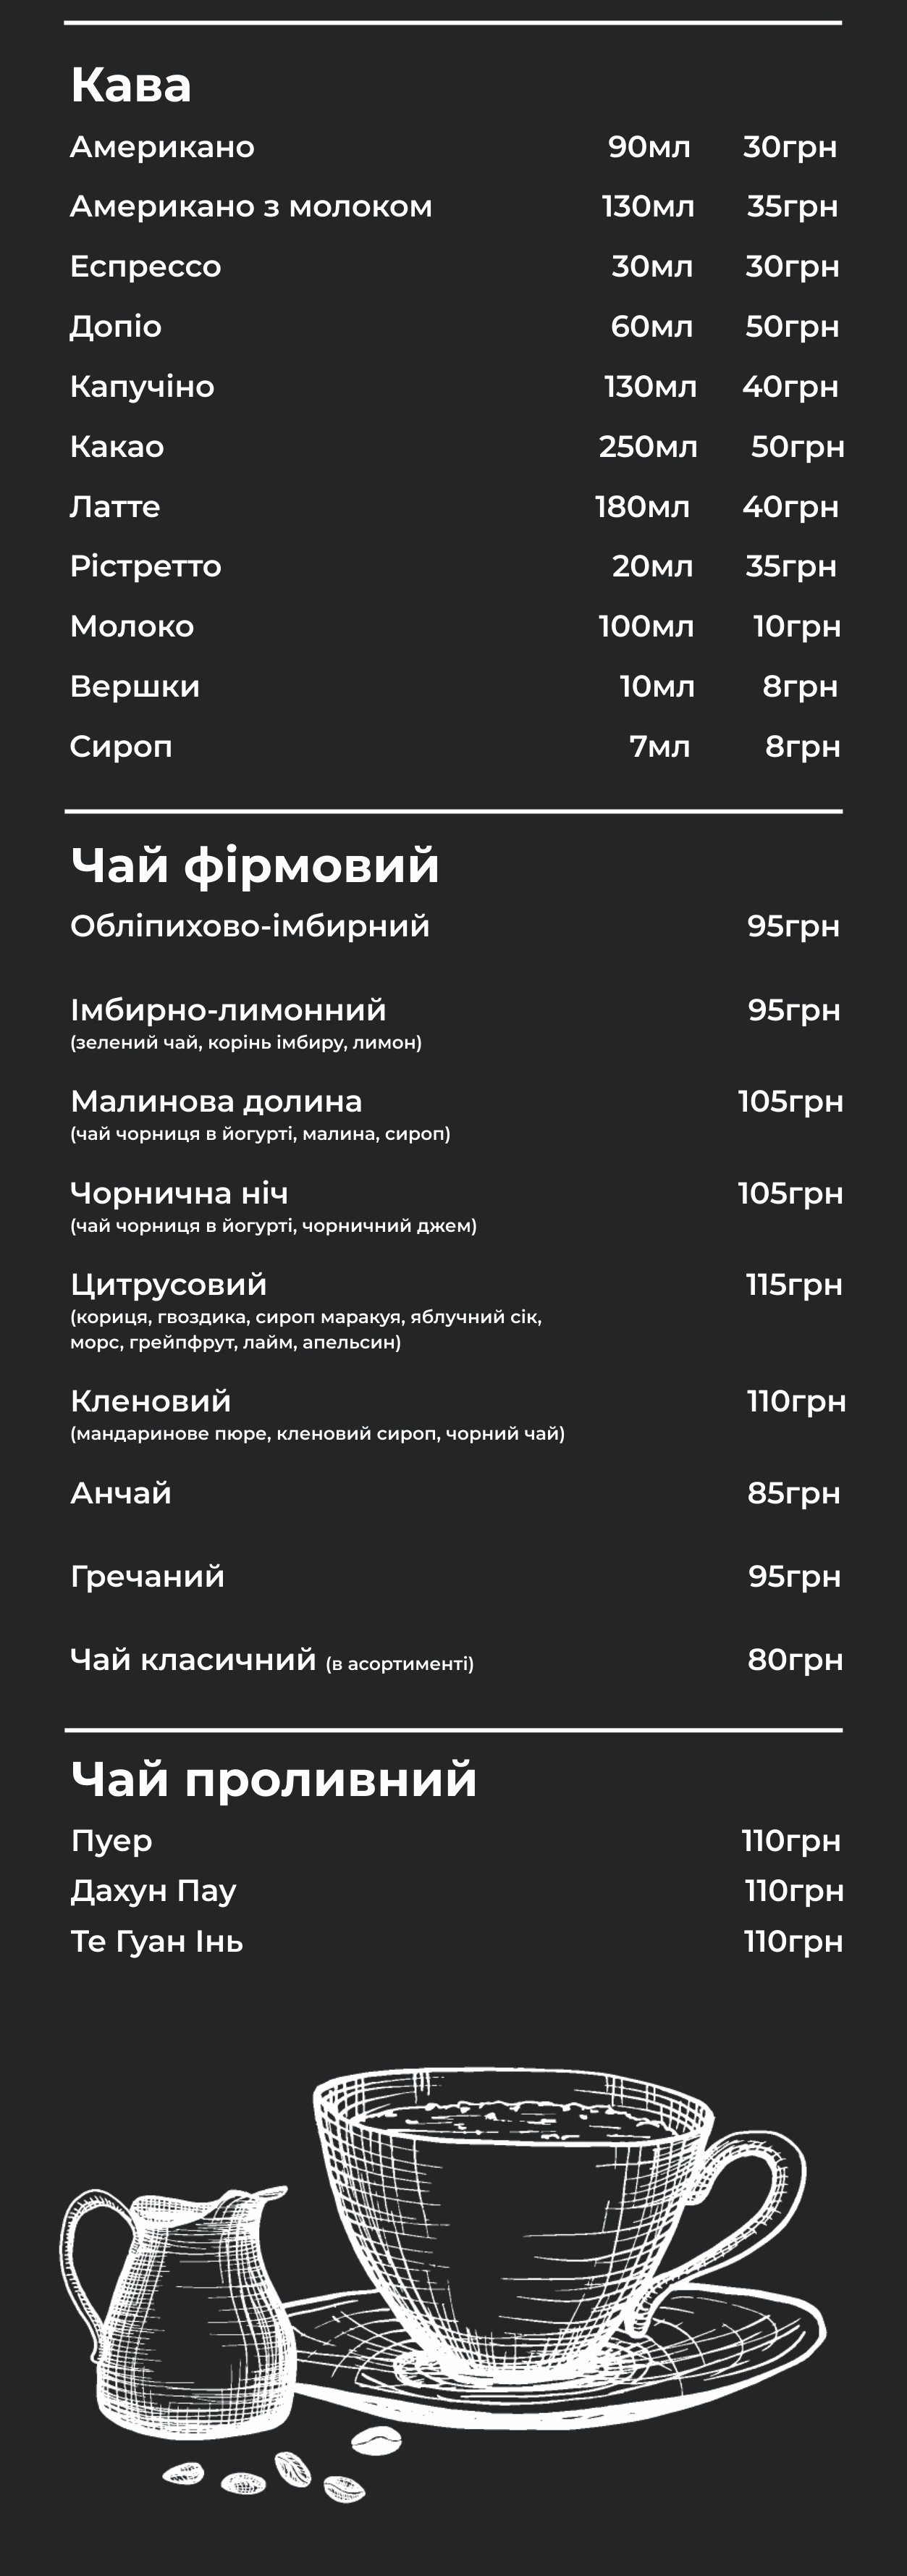 Кава
Американо 90мл 30грн
Американо з молоком 130мл 35грн
Еспрессо 30мл 30грн
Допіо 60мл 50грн
Капучіно 130мл 40грн
Какао 250мл 50грн
Латте 180мл 40грн
Рістретто 20мл 35грн
Молоко 100мл 10грн
Вершки 10мл 8грн
Сироп 7мл 8грн
Чай фірмовий
Обліпихово-імбирний 95грн
Імбирно-лимонний 95грн
(зелений чай, корінь імбиру, лимон)
Малинова долина 105грн
(чай чорниця в йогурті, малина, сироп)
Чорнична ніч 105грн
(чай чорниця в йогурті, чорничний джем)
Цитрусовий 115грн
(кориця, гвоздика, сироп маракуя, яблучний сік,
морс, грейпфрут, лайм, апельсин)
Кленовий 110грн
(мандаринове пюре, кленовий сироп, чорний чай)
Анчай 85грн
Гречаний 95грн
Чай класичний (в асортименті) 80грн
Чай проливний
Пуер 110грн
Дахун Пау 110грн
Те Гуан Інь 110грн